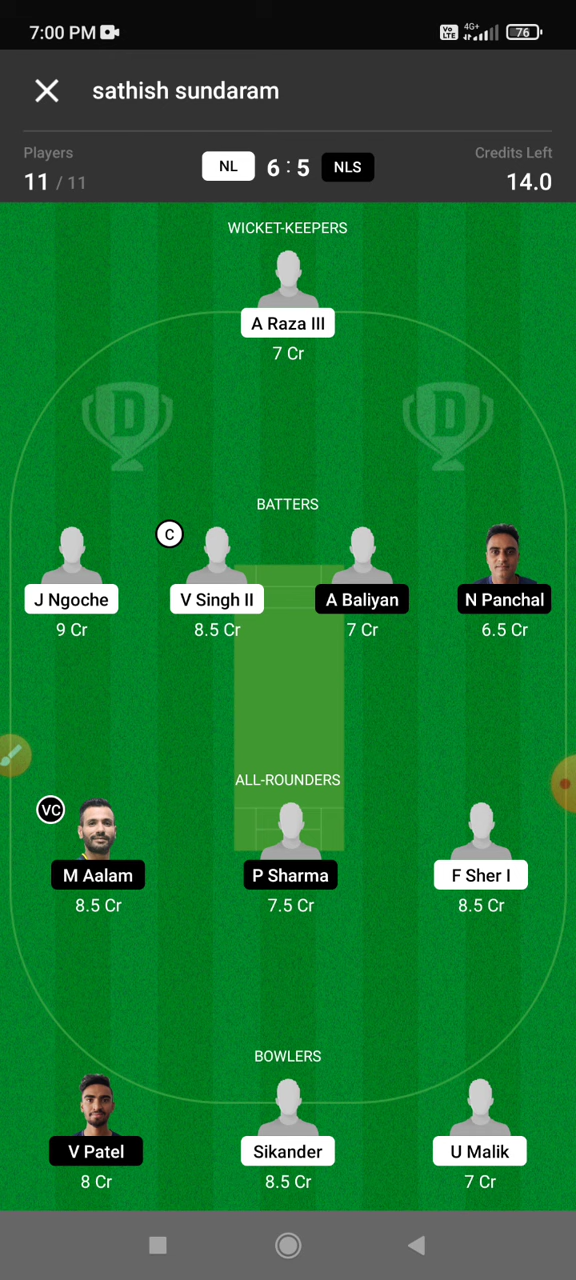 7:00 PM
Vo LTE 4G+ 76
sathish sundaram
Players
11 / 11
NL 6 : 5 NLS
Credits Left
14.0
WICKET-KEEPERS
A Raza III
7 Cr
D D
BATTERS
C
J Ngoche V Singh II A Baliyan N Panchal
9 Cr 8.5 Cr 7 Cr 6.5 Cr
ALL-ROUNDERS
VC
M Aalam P Sharma F Sher I
8.5 Cr 7.5 Cr 8.5 Cr
BOWLERS
V Patel Sikander U Malik
8 Cr 8.5 Cr 7 Cr